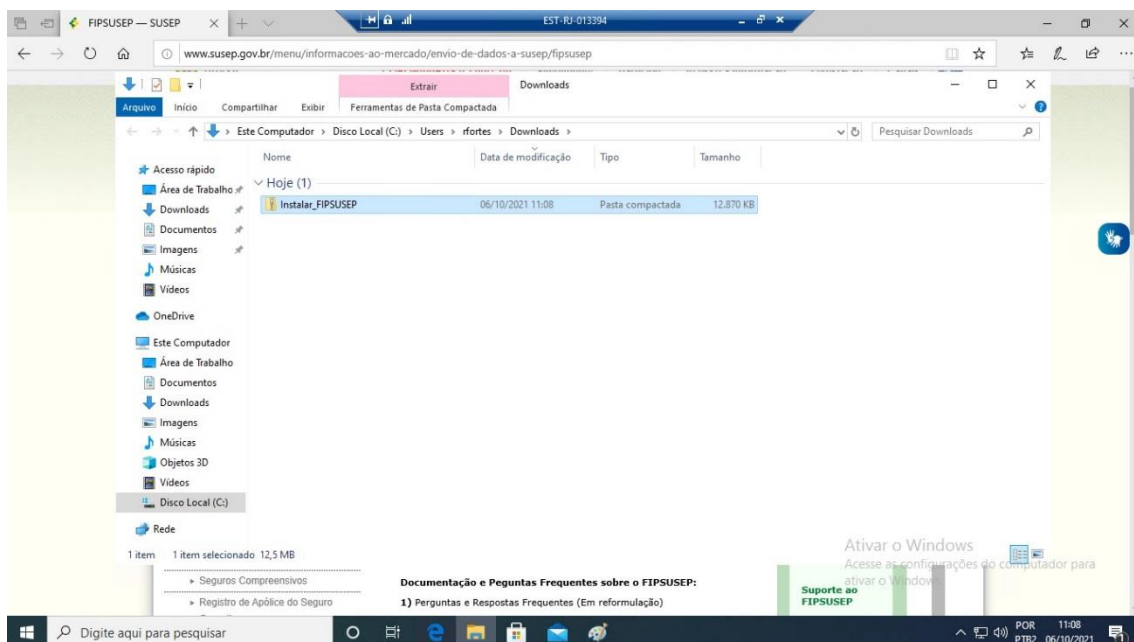 FIPSUSEP — SUSEP
EST-RJ-013394
www.susep.gov.br/menu/informacoes-ao-mercado/envio-de-dados-a-susep/fipsusep
Extrair
Downloads
Arquivo Início Compartilhar Exibir Ferramentas de Pasta Compactada
Este Computador > Disco Local (C:) > Users > rfortes > Downloads >
Pesquisar Downloads
Nome Data de modificação Tipo Tamanho
Hoje (1)
Instalar_FIPSUSEP 06/10/2021 11:08 Pasta compactada 12.870 KB
Acesso rápido
Área de Trabalho
Downloads
Documentos
Imagens
Músicas
Vídeos
OneDrive
Este Computador
Área de Trabalho
Documentos
Downloads
Imagens
Músicas
Objetos 3D
Vídeos
Disco Local (C:)
Rede
1 item 1 item selecionado 12,5 MB
Ativar o Windows
Acesse as configurações do computador para
ativar o Windows.
Seguros Compreensivos
Registro de Apólice do Seguro
Documentação e Peguntas Frequentes sobre o FIPSUSEP:
1) Perguntas e Respostas Frequentes (Em reformulação)
Suporte ao
FIPSUSEP
Digite aqui para pesquisar
POR
PTB2
11:08
06/10/2021